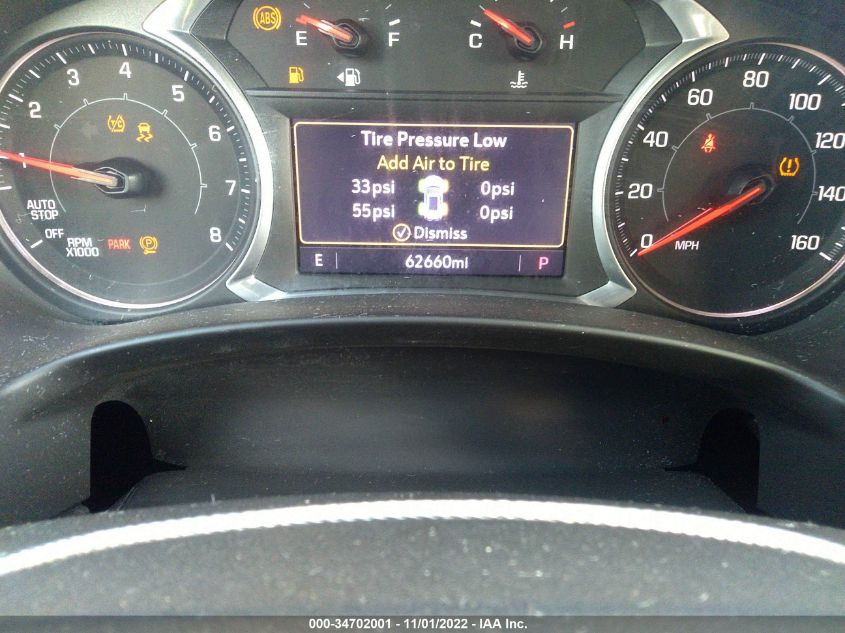 ABS
E F
C H
1 2 3 4 5 6 7 8
T/C
AUTO
STOP
OFF
RPM
X1000
PARK
P
Tire Pressure Low
Add Air to Tire
33psi 0psi
55psi 0psi
Dismiss
E 62660mi P
0 20 40 60 80 100 120 140 160
MPH
000-34702001 - 11/01/2022 - IAA Inc.